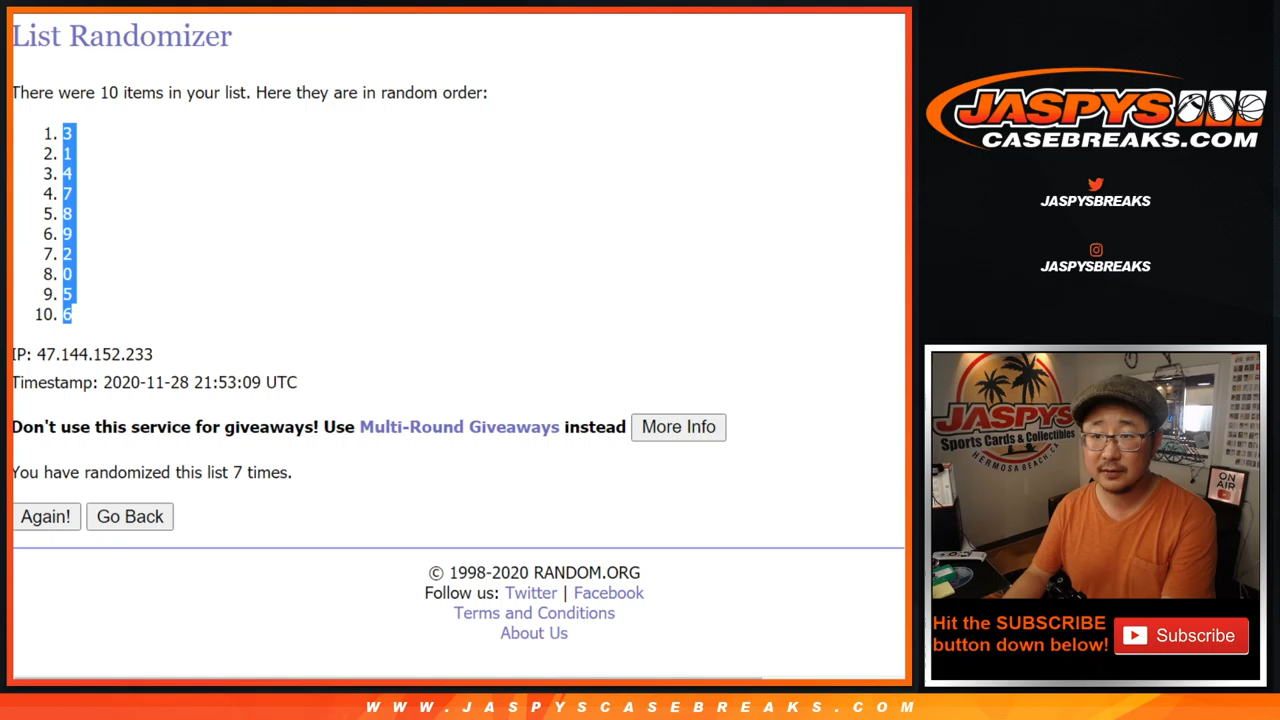 List Randomizer
There were 10 items in your list. Here they are in random order:
1. 3
2. 1
3. 4
4. 7
5. 8
6. 9
7. 2
8. 0
9. 5
10. 6
IP: 47.144.152.233
Timestamp: 2020-11-28 21:53:09 UTC
Don't use this service for giveaways! Use Multi-Round Giveaways instead More Info
You have randomized this list 7 times.
Again! Go Back
© 1998-2020 RANDOM.ORG
Follow us: Twitter | Facebook
Terms and Conditions
About Us
JASPYS
CASEBREAKS.COM
JASPYSBREAKS
JASPYSBREAKS
JASPYS
Sports Cards & Collectibles
HERMOSA BEACH, CA
ON
AIR
Hit the SUBSCRIBE
button down below!
Subscribe
WWW.JASPYSCASEBREAKS.COM